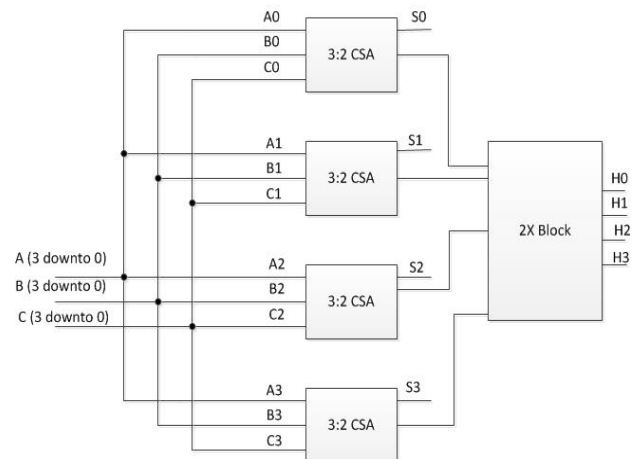 A0
S0
B0
3:2 CSA
C0
A1
S1
B1
3:2 CSA
C1
H0
H1
2X Block
H2
H3
A (3 downto 0)
A2
S2
B (3 downto 0)
B2
3:2 CSA
C (3 downto 0)
C2
A3
S3
B3
3:2 CSA
C3